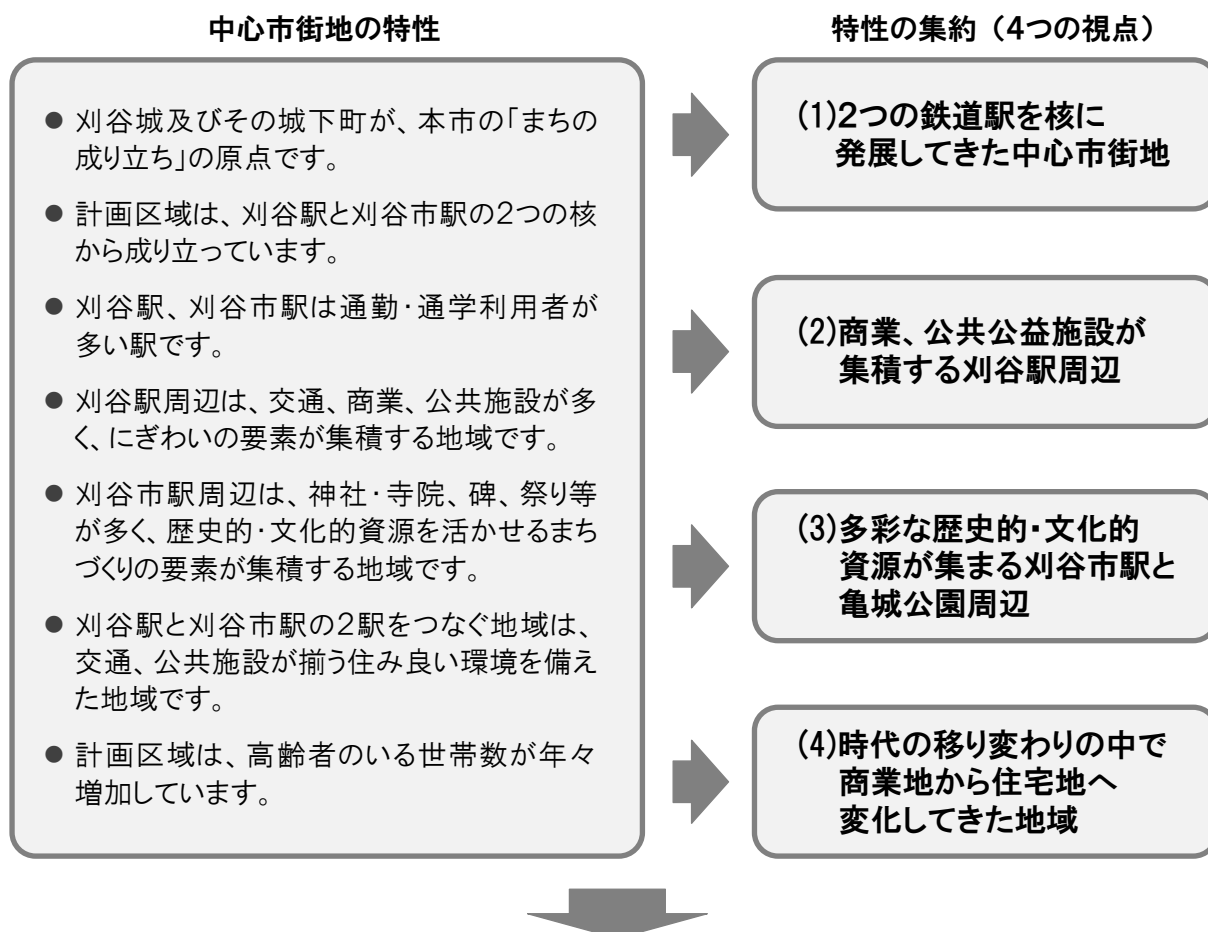 中心市街地の特性
● 刈谷城及びその城下町が、本市の「まちの
成り立ち」の原点です。
● 計画区域は、刈谷駅と刈谷市駅の2つの核
から成り立っています。
● 刈谷駅、刈谷市駅は通勤・通学利用者が
多い駅です。
● 刈谷駅周辺は、交通、商業、公共施設が多
く、にぎわいの要素が集積する地域です。
● 刈谷市駅周辺は、神社・寺院、碑、祭り等
が多く、歴史的・文化的資源を活かせるまち
づくりの要素が集積する地域です。
● 刈谷駅と刈谷市駅の2駅をつなぐ地域は、
交通、公共施設が揃う住み良い環境を備え
た地域です。
● 計画区域は、高齢者のいる世帯数が年々
増加しています。
特性の集約（4つの視点）
(1)2つの鉄道駅を核に
発展してきた中心市街地
(2)商業、公共公益施設が
集積する刈谷駅周辺
(3)多彩な歴史的・文化的
資源が集まる刈谷市駅と
亀城公園周辺
(4)時代の移り変わりの中で
商業地から住宅地へ
変化してきた地域